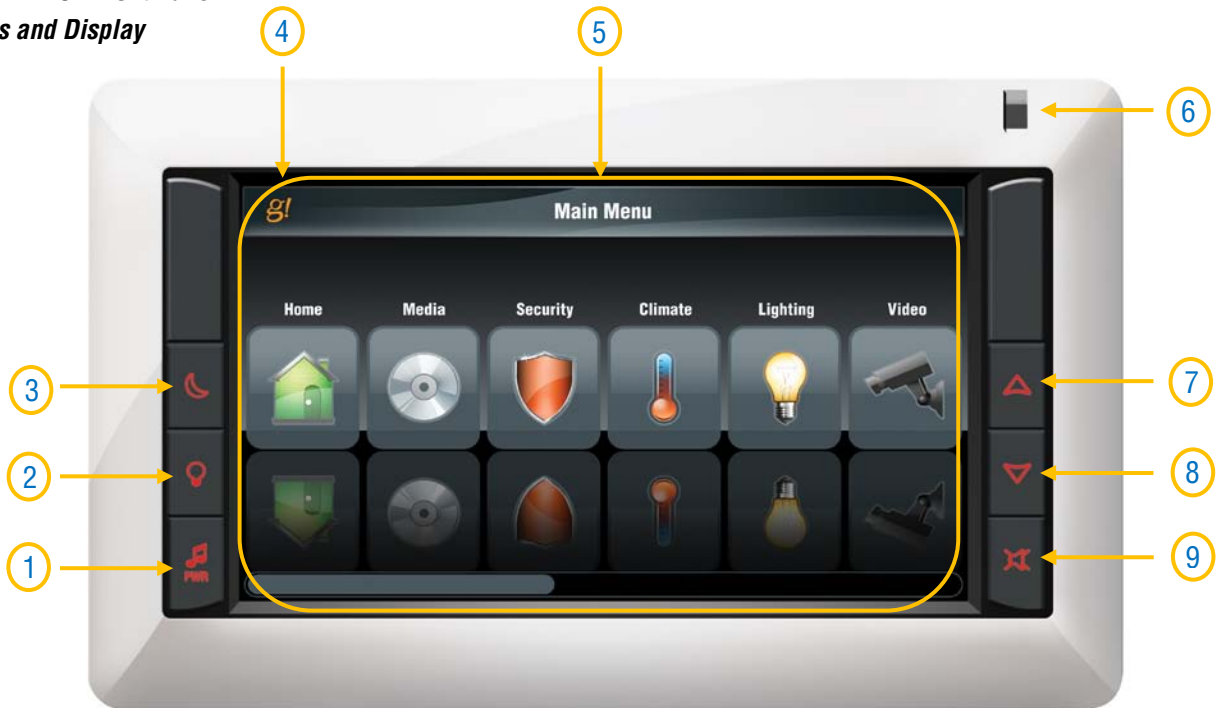 s and Display
4
5
6
g!
Main Menu
Home
Media
Security
Climate
Lighting
Video
3
7
2
8
1
PWR
9